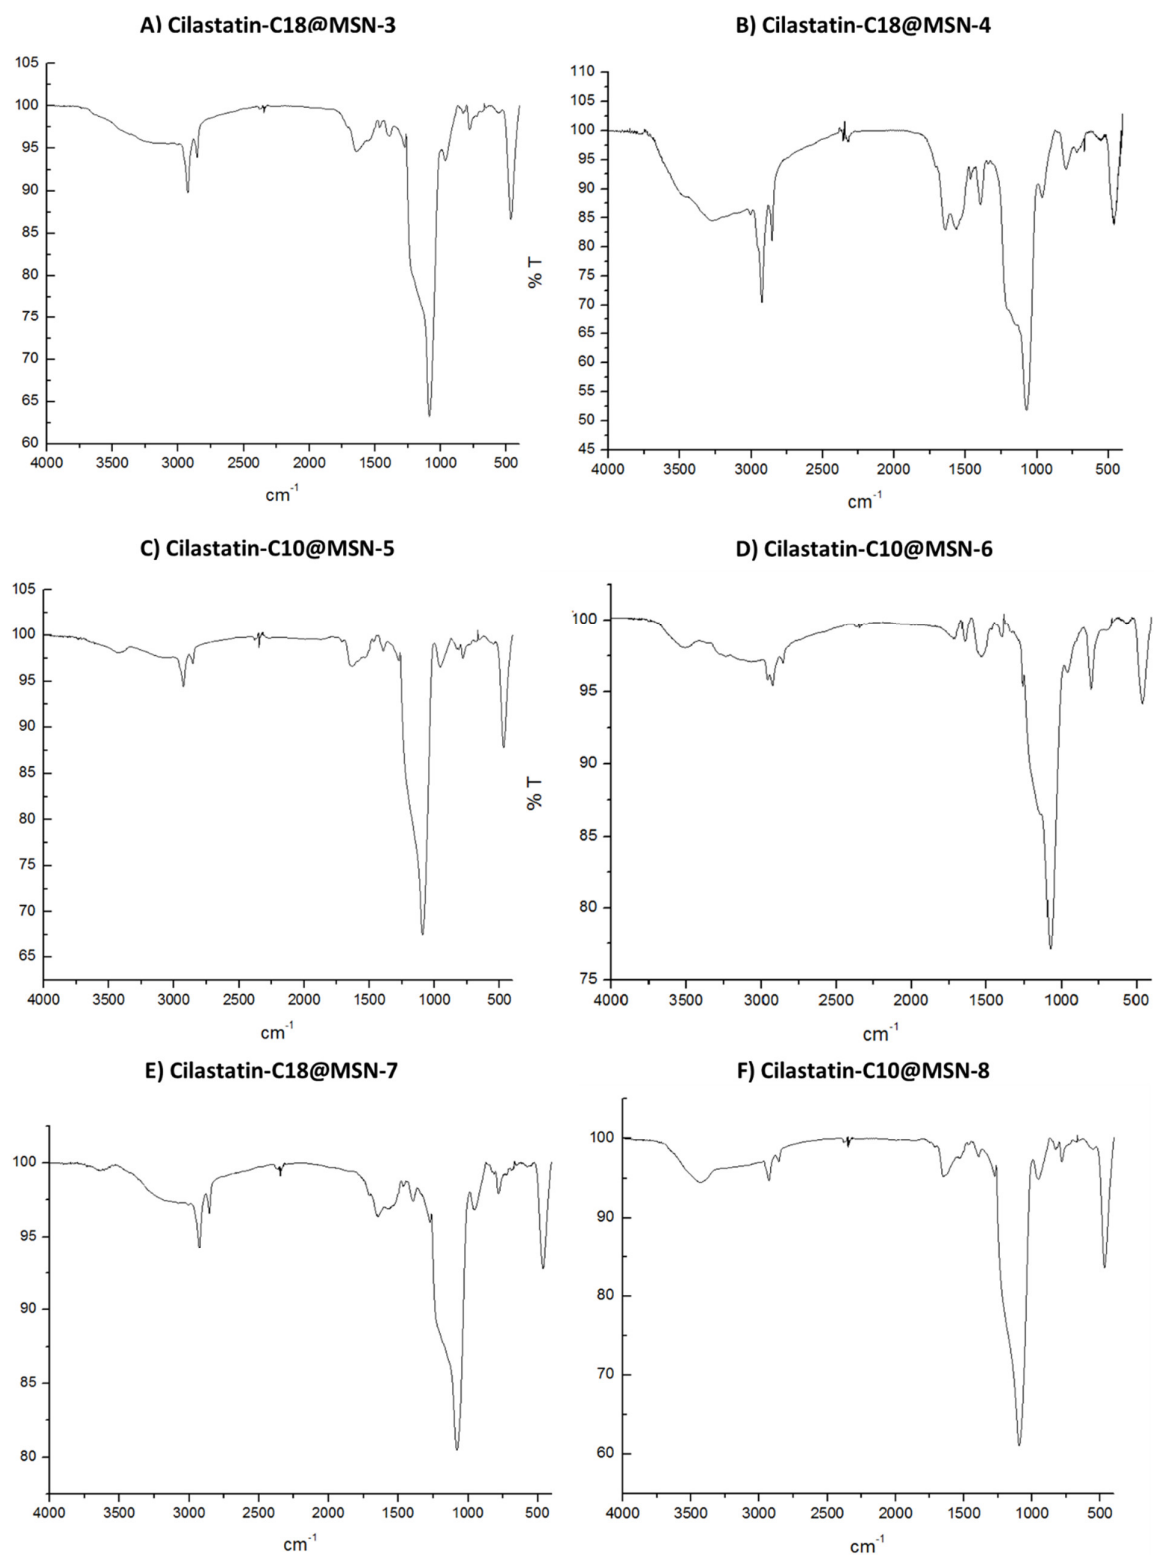 A) Cilastatin-C18@MSN-3
B) Cilastatin-C18@MSN-4
105
100
95
90
85
80
75
70
65
60
4000 3500 3000 2500 2000 1500 1000 500
cm-1
110
105
100
95
90
85
80
75
70
65
60
55
50
45
% T
4000 3500 3000 2500 2000 1500 1000 500
cm-1
C) Cilastatin-C10@MSN-5
D) Cilastatin-C10@MSN-6
105
100
95
90
85
80
75
70
65
4000 3500 3000 2500 2000 1500 1000 500
cm-1
100
95
90
85
80
75
% T
4000 3500 3000 2500 2000 1500 1000 500
cm-1
E) Cilastatin-C18@MSN-7
F) Cilastatin-C10@MSN-8
100
95
90
85
80
4000 3500 3000 2500 2000 1500 1000 500
cm-1
100
90
80
70
60
4000 3500 3000 2500 2000 1500 1000 500
cm-1